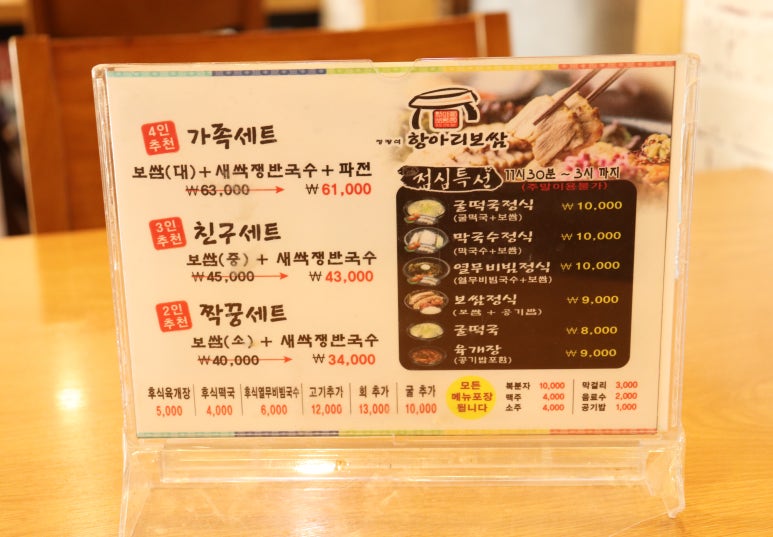 4인
추천
가족세트
보쌈(대)+새싹쟁반국수+파전
₩63,000 ₩61,000
3인
추천
친구세트
보쌈(중) + 새싹쟁반국수
₩45,000 ₩43,000
2인
추천
짝꿍세트
보쌈(소) + 새싹쟁반국수
₩40,000 ₩34,000
항아리보쌈
점심특선 11시30분~3시 까지
(주말이용불가)
굴떡국정식 ₩10,000
(굴떡국+보쌈)
막국수정식 ₩10,000
(막국수+보쌈)
열무비빔정식 ₩10,000
(열무비빔국수+보쌈)
보쌈정식 ₩9,000
(보쌈 + 공기밥)
굴떡국 ₩8,000
육개장 ₩9,000
(공기밥포함)
후식육개장 후식떡국 후식열무비빔국수 고기추가 회 추가 굴 추가
5,000 4,000 6,000 12,000 13,000 10,000
모든
메뉴포장
됩니다
복분자 10,000 막걸리 3,000
맥주 4,000 음료수 2,000
소주 4,000 공기밥 1,000